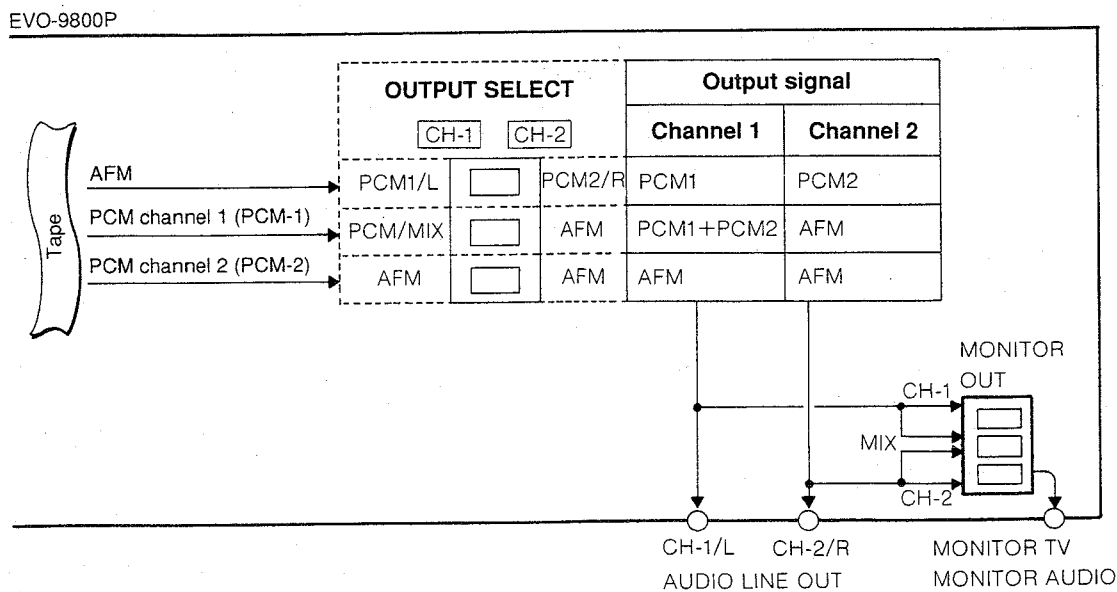 EVO-9800P
OUTPUT SELECT
Output signal
CH-1 CH-2
Channel 1 Channel 2
AFM
PCM1/L PCM2/R PCM1 PCM2
PCM channel 1 (PCM-1)
PCM/MIX AFM PCM1+PCM2 AFM
PCM channel 2 (PCM-2)
AFM AFM AFM AFM
Tape
MONITOR
OUT
CH-1
MIX
CH-2
CH-1/L CH-2/R
AUDIO LINE OUT
MONITOR TV
MONITOR AUDIO